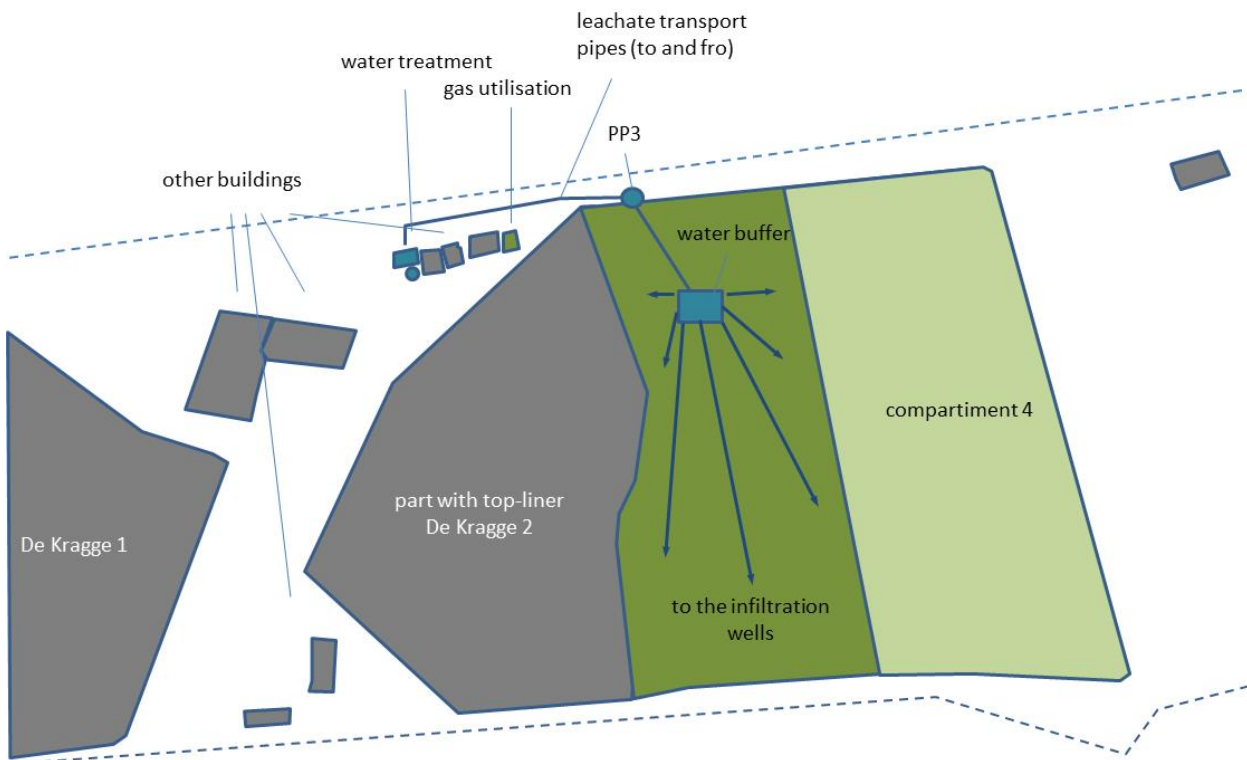 leachate transport
pipes (to and fro)
water treatment
gas utilisation
PP3
other buildings
water buffer
compartiment 4
part with top-liner
De Kragge 2
De Kragge 1
to the infiltration
wells